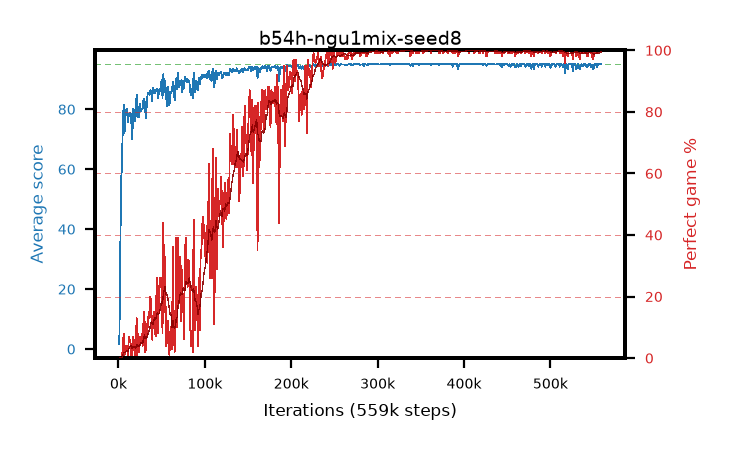 b54h-ngu1mix-seed8
100
80
60
40
20
0
Average score
80
60
40
20
0
Perfect game %
0k
100k
200k
300k
400k
500k
Iterations (559k steps)